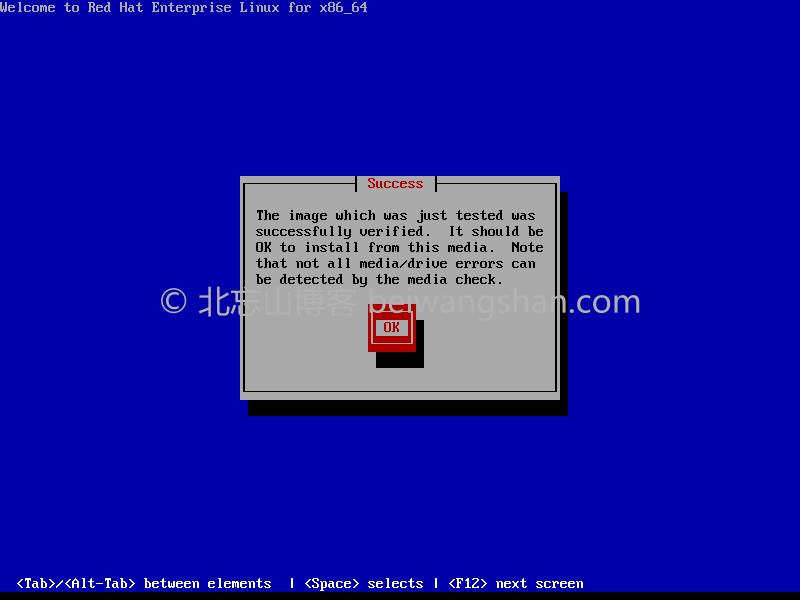 Welcome to Red Hat Enterprise Linux for x86_64
Success
The image which was just tested was
successfully verified.  It should be
OK to install from this media.  Note
that not all media/drive errors can
be detected by the media check.
© 北忘山博客 beiwangshan.com
OK
<Tab>/<Alt-Tab> between elements  | <Space> selects | <F12> next screen